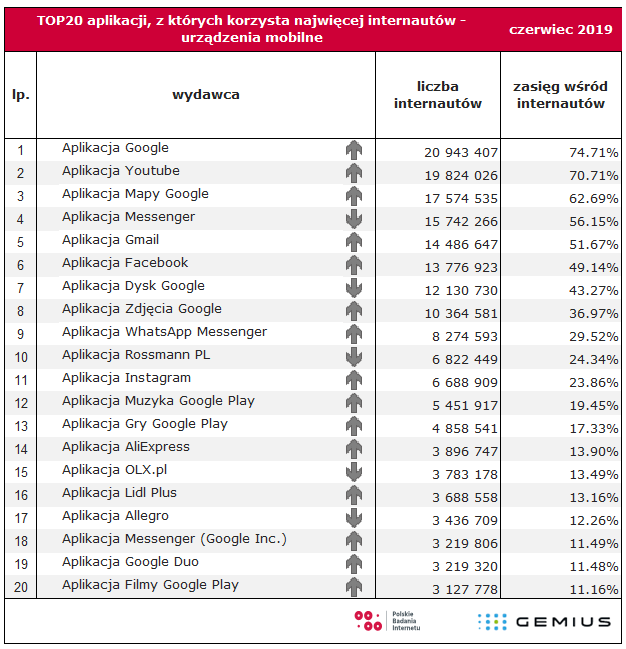 TOP20 aplikacji, z których korzysta najwięcej internautów -
urządzenia mobilne
czerwiec 2019
lp.
wydawca
liczba
internautów
zasięg wśród
internautów
1 Aplikacja Google 20 943 407 74.71%
2 Aplikacja Youtube 19 824 026 70.71%
3 Aplikacja Mapy Google 17 574 535 62.69%
4 Aplikacja Messenger 15 742 266 56.15%
5 Aplikacja Gmail 14 486 647 51.67%
6 Aplikacja Facebook 13 776 923 49.14%
7 Aplikacja Dysk Google 12 130 730 43.27%
8 Aplikacja Zdjęcia Google 10 364 581 36.97%
9 Aplikacja WhatsApp Messenger 8 274 593 29.52%
10 Aplikacja Rossmann PL 6 822 449 24.34%
11 Aplikacja Instagram 6 688 909 23.86%
12 Aplikacja Muzyka Google Play 5 451 917 19.45%
13 Aplikacja Gry Google Play 4 858 541 17.33%
14 Aplikacja AliExpress 3 896 747 13.90%
15 Aplikacja OLX.pl 3 783 178 13.49%
16 Aplikacja Lidl Plus 3 688 558 13.16%
17 Aplikacja Allegro 3 436 709 12.26%
18 Aplikacja Messenger (Google Inc.) 3 219 806 11.49%
19 Aplikacja Google Duo 3 219 320 11.48%
20 Aplikacja Filmy Google Play 3 127 778 11.16%
Polskie
Badania
Internetu
GEMIUS